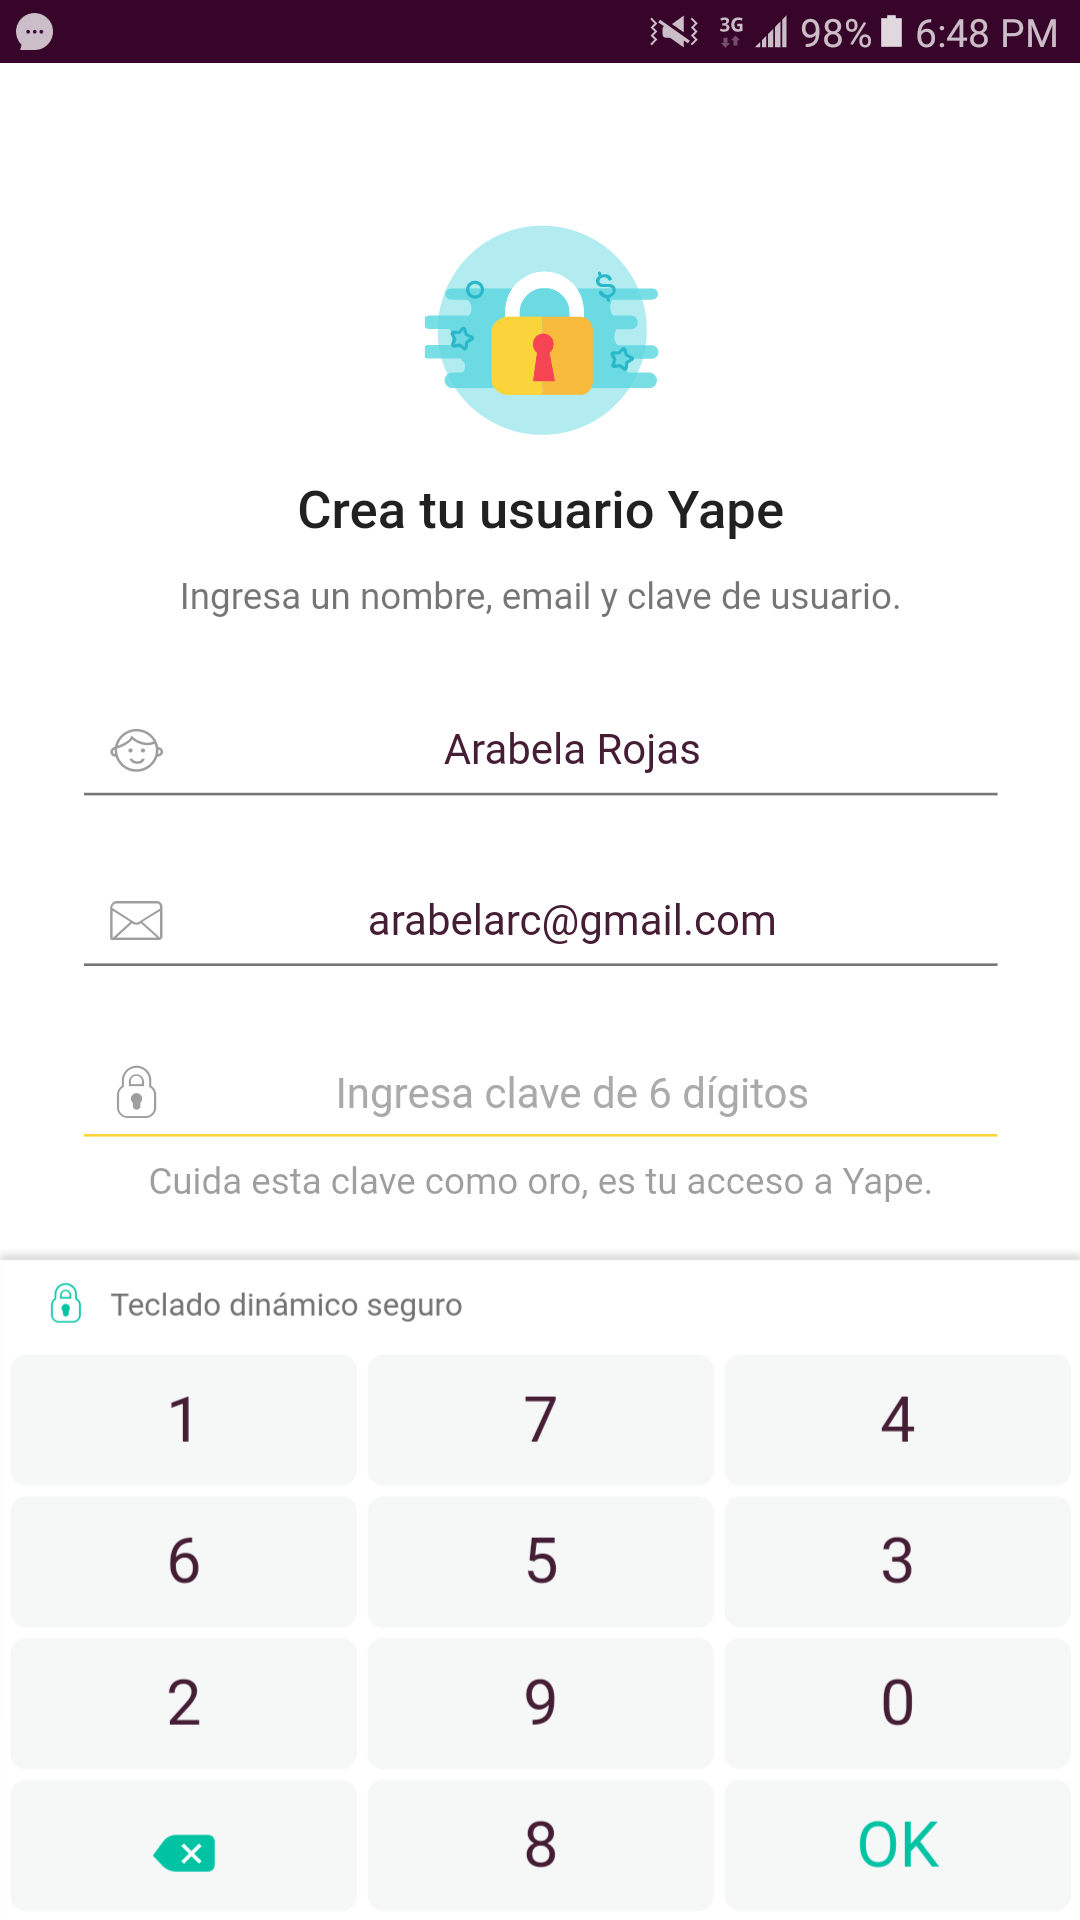 3G 98% 6:48 PM
$
Crea tu usuario Yape
Ingresa un nombre, email y clave de usuario.
Arabela Rojas
arabelarc@gmail.com
Ingresa clave de 6 dígitos
Cuida esta clave como oro, es tu acceso a Yape.
Teclado dinámico seguro
1 7 4
6 5 3
2 9 0
8 OK